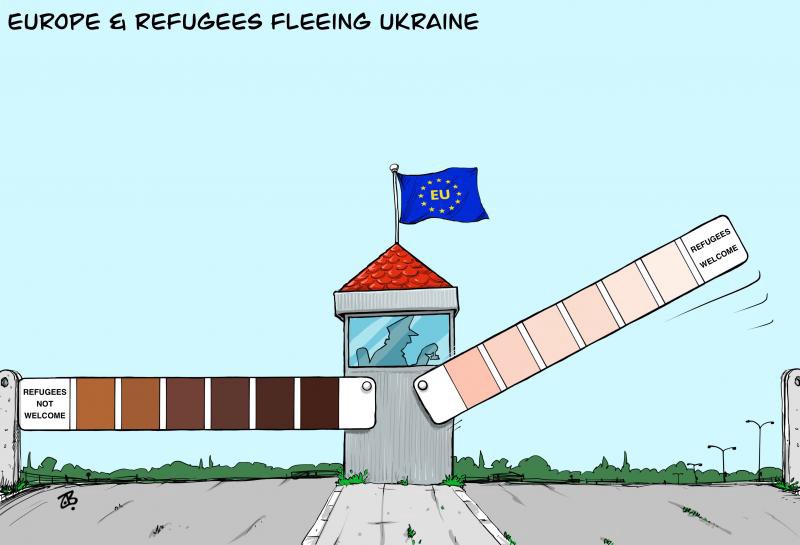 EUROPE & REFUGEES FLEEING UKRAINE
EU
REFUGEES
WELCOME
REFUGEES
NOT
WELCOME